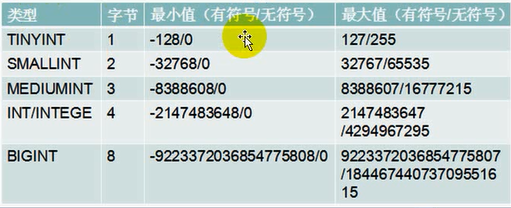 类型 字节 最小值（有符号/无符号） 最大值（有符号/无符号）
TINYINT 1 -128/0 127/255
SMALLINT 2 -32768/0 32767/65535
MEDIUMINT 3 -8388608/0 8388607/16777215
INT/INTEGE 4 -2147483648/0 2147483647
/4294967295
BIGINT 8 -9223372036854775808/0 9223372036854775807
/184467440737095516
15